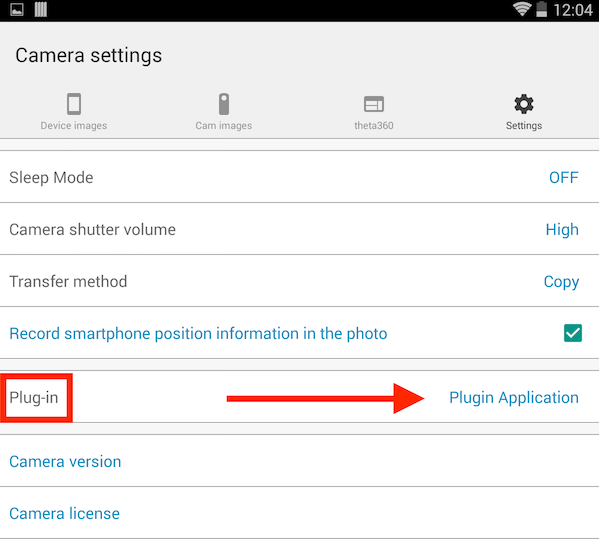 12:04
Camera settings
Device images Cam images theta360 Settings
Sleep Mode OFF
Camera shutter volume High
Transfer method Copy
Record smartphone position information in the photo
Plug-in Plugin Application
Camera version
Camera license